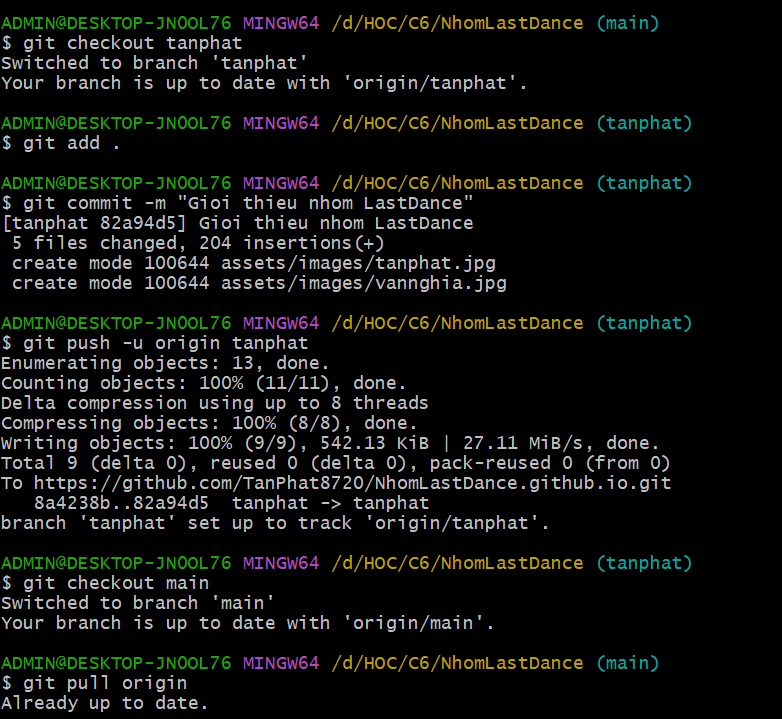 ADMIN@DESKTOP-JNOOL76 MINGW64 /d/HOC/C6/NhomLastDance (main)
$ git checkout tanphat
Switched to branch 'tanphat'
Your branch is up to date with 'origin/tanphat'.
ADMIN@DESKTOP-JNOOL76 MINGW64 /d/HOC/C6/NhomLastDance (tanphat)
$ git add .
ADMIN@DESKTOP-JNOOL76 MINGW64 /d/HOC/C6/NhomLastDance (tanphat)
$ git commit -m "Gioi thieu nhom LastDance"
[tanphat 82a94d5] Gioi thieu nhom LastDance
5 files changed, 204 insertions(+)
create mode 100644 assets/images/tanphat.jpg
create mode 100644 assets/images/vannghia.jpg
ADMIN@DESKTOP-JNOOL76 MINGW64 /d/HOC/C6/NhomLastDance (tanphat)
$ git push -u origin tanphat
Enumerating objects: 13, done.
Counting objects: 100% (11/11), done.
Delta compression using up to 8 threads
Compressing objects: 100% (8/8), done.
Writing objects: 100% (9/9), 542.13 KiB | 27.11 MiB/s, done.
Total 9 (delta 0), reused 0 (delta 0), pack-reused 0 (from 0)
To https://github.com/TanPhat8720/NhomLastDance.github.io.git
8a4238b..82a94d5  tanphat -> tanphat
branch 'tanphat' set up to track 'origin/tanphat'.
ADMIN@DESKTOP-JNOOL76 MINGW64 /d/HOC/C6/NhomLastDance (tanphat)
$ git checkout main
Switched to branch 'main'
Your branch is up to date with 'origin/main'.
ADMIN@DESKTOP-JNOOL76 MINGW64 /d/HOC/C6/NhomLastDance (main)
$ git pull origin
Already up to date.